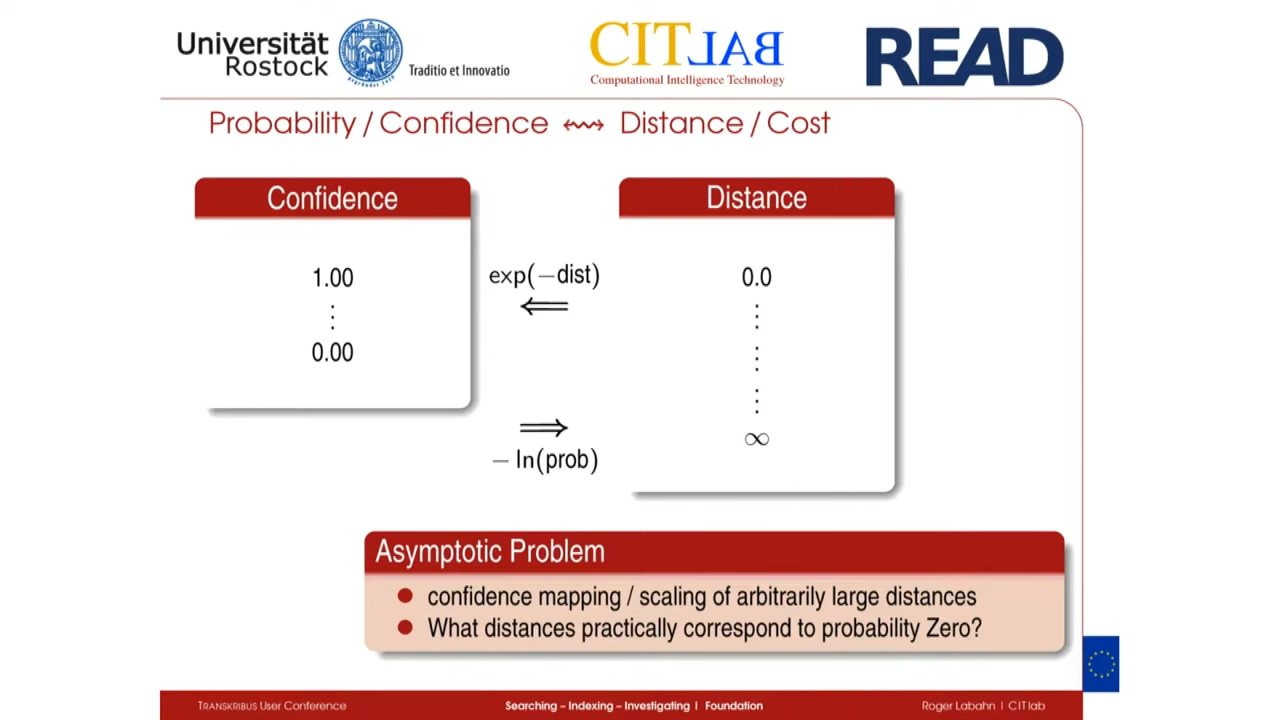 Universität
Rostock
Traditio et Innovatio
CITLAB
Computational Intelligence Technology
READ
Probability / Confidence ⇝ Distance / Cost
Confidence
1.00
⋮
0.00
exp(−dist)
⟸
⟹
− ln(prob)
Distance
0.0
⋮
⋮
⋮
∞
Asymptotic Problem
● confidence mapping / scaling of arbitrarily large distances
● What distances practically correspond to probability Zero?
TRANSKRIBUS User Conference
Searching – Indexing – Investigating | Foundation
Roger Labahn | CITlab